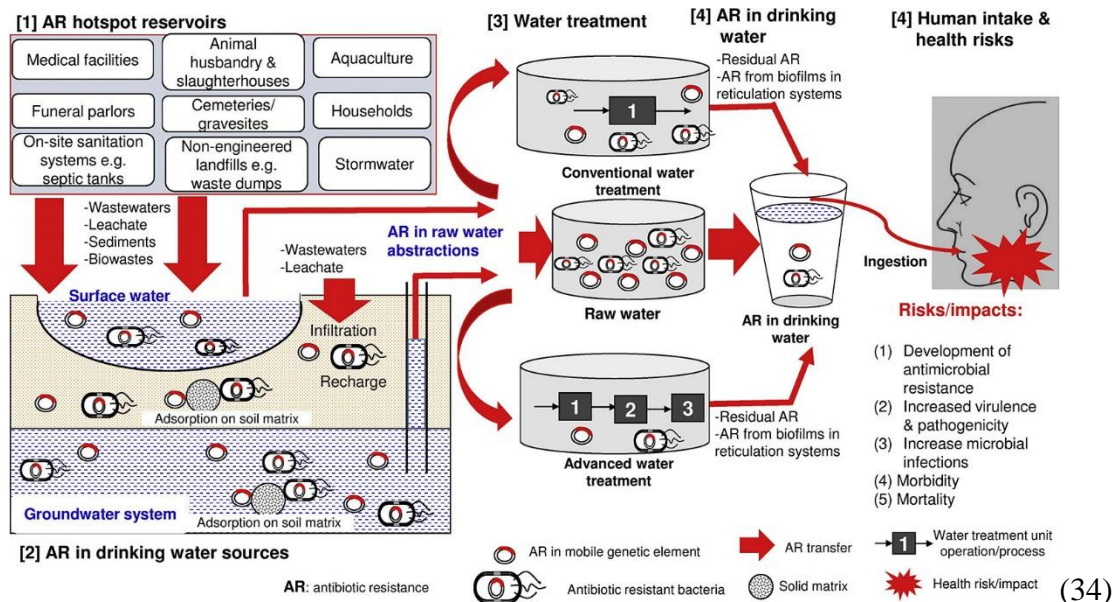 [1] AR hotspot reservoirs
Medical facilities
Animal
husbandry &
slaughterhouses
Aquaculture
Funeral parlors
Cemeteries/
gravesites
Households
On-site sanitation
systems e.g.
septic tanks
Non-engineered
landfills e.g.
waste dumps
Stormwater
-Wastewaters
-Leachate
-Sediments
-Biowastes
AR in raw water
abstractions
-Wastewaters
-Leachate
Surface water
Infiltration
Recharge
Adsorption on soil matrix
Groundwater system
Adsorption on soil matrix
[2] AR in drinking water sources
[3] Water treatment
1
Conventional water
treatment
Raw water
1
2
3
Advanced water
treatment
[4] AR in drinking
water
-Residual AR
-AR from biofilms in
reticulation systems
AR in drinking
water
-Residual AR
-AR from biofilms in
reticulation systems
[4] Human intake &
health risks
Ingestion
Risks/impacts:
(1) Development of
antimicrobial
resistance
(2) Increased virulence
& pathogenicity
(3) Increase microbial
infections
(4) Morbidity
(5) Mortality
AR: antibiotic resistance
AR in mobile genetic element
Antibiotic resistant bacteria
AR transfer
Solid matrix
1
Water treatment unit
operation/process
Health risk/impact
(34)